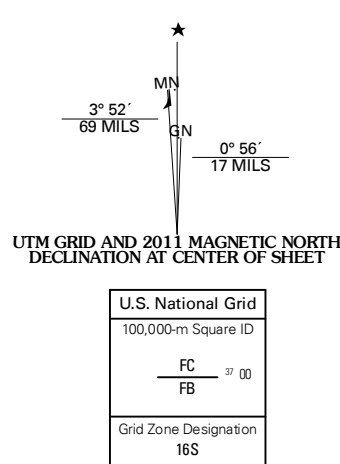 MN
3° 52´
69 MILS
GN
0° 56´
17 MILS
UTM GRID AND 2011 MAGNETIC NORTH
DECLINATION AT CENTER OF SHEET
U.S. National Grid
100,000-m Square ID
FC
37 00
FB
Grid Zone Designation
16S